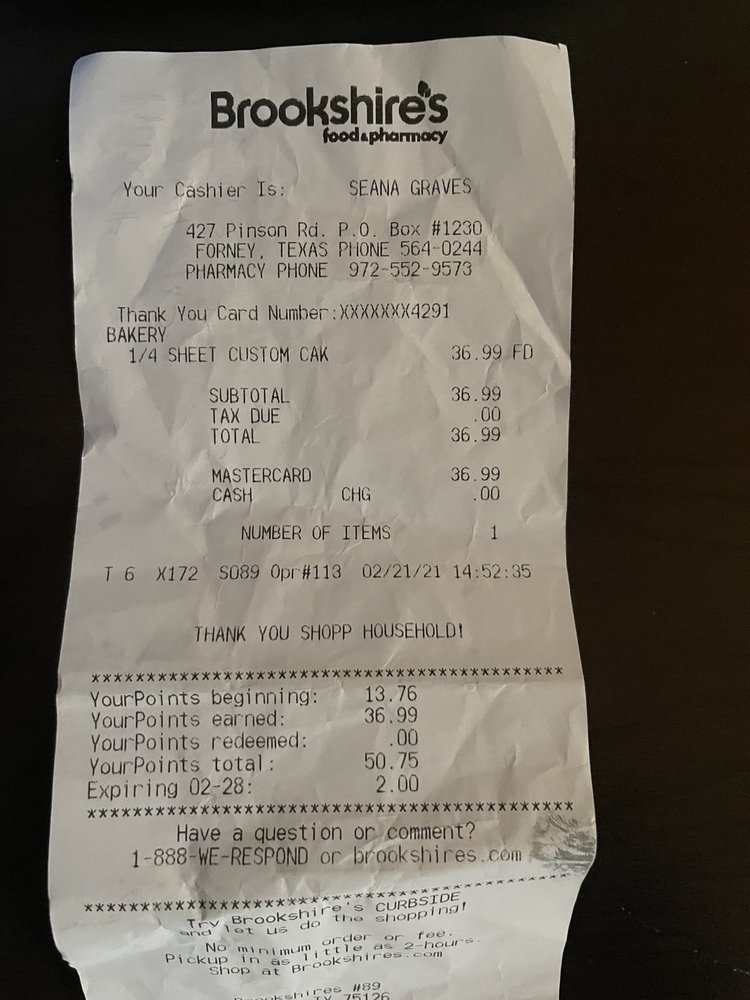 Brookshire's
food&pharmacy
Your Cashier Is: SEANA GRAVES
427 Pinson Rd. P.O. Box #1230
FORNEY, TEXAS PHONE 564-0244
PHARMACY PHONE 972-552-9573
Thank You Card Number:XXXXXXX4291
BAKERY
1/4 SHEET CUSTOM CAK 36.99 FD
SUBTOTAL 36.99
TAX DUE .00
TOTAL 36.99
MASTERCARD 36.99
CASH CHG .00
NUMBER OF ITEMS 1
T 6 X172 S089 Opr#113 02/21/21 14:52:35
THANK YOU SHOPP HOUSEHOLD!
*******************************************
YourPoints beginning: 13.76
YourPoints earned: 36.99
YourPoints redeemed: .00
YourPoints total: 50.75
Expiring 02-28: 2.00
*******************************************
Have a question or comment?
1-888-WE-RESPOND or brookshires.com
*******************************************
Try Brookshire's CURBSIDE
and let us do the shopping!
No minimum order or fee.
Pickup in as little as 2-hours.
Shop at Brookshires.com
Brookshires #89
75126